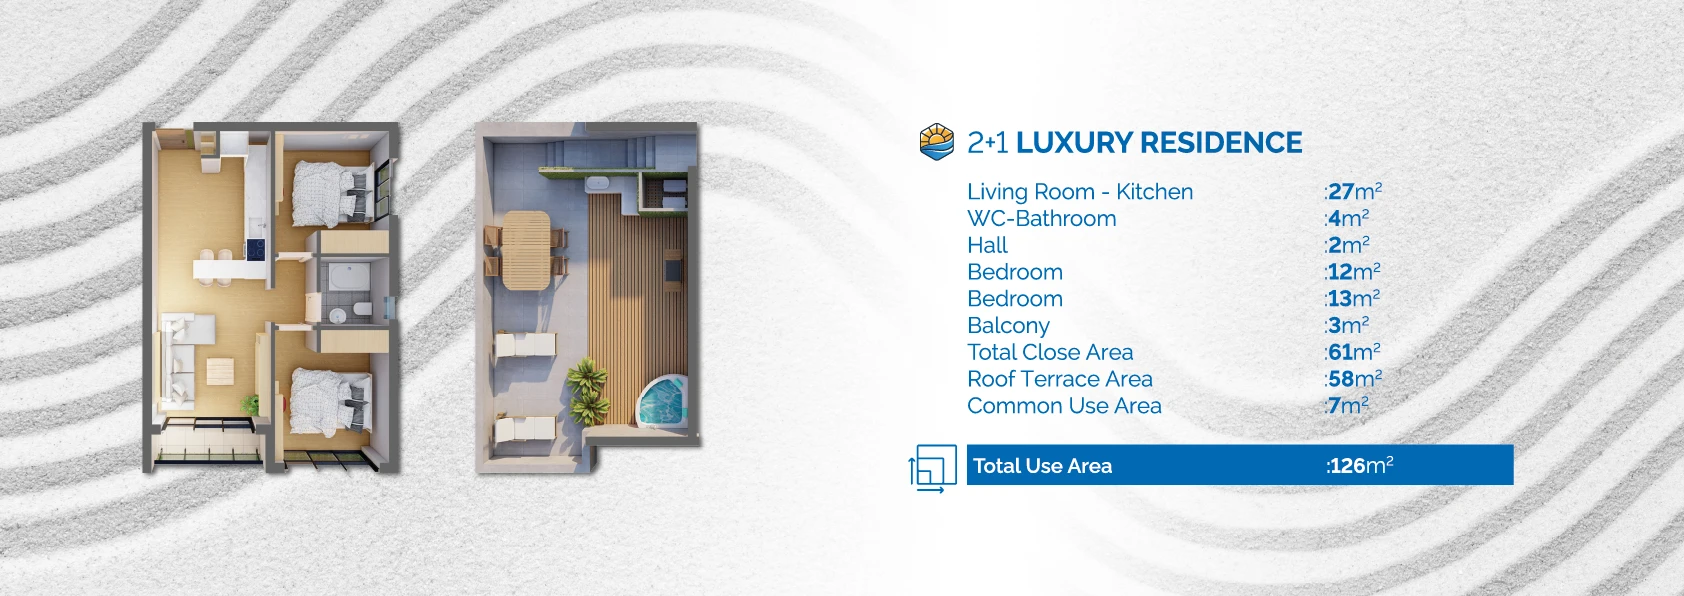 2+1 LUXURY RESIDENCE
Living Room - Kitchen :27m²
WC-Bathroom :4m²
Hall :2m²
Bedroom :12m²
Bedroom :13m²
Balcony :3m²
Total Close Area :61m²
Roof Terrace Area :58m²
Common Use Area :7m²
Total Use Area :126m²